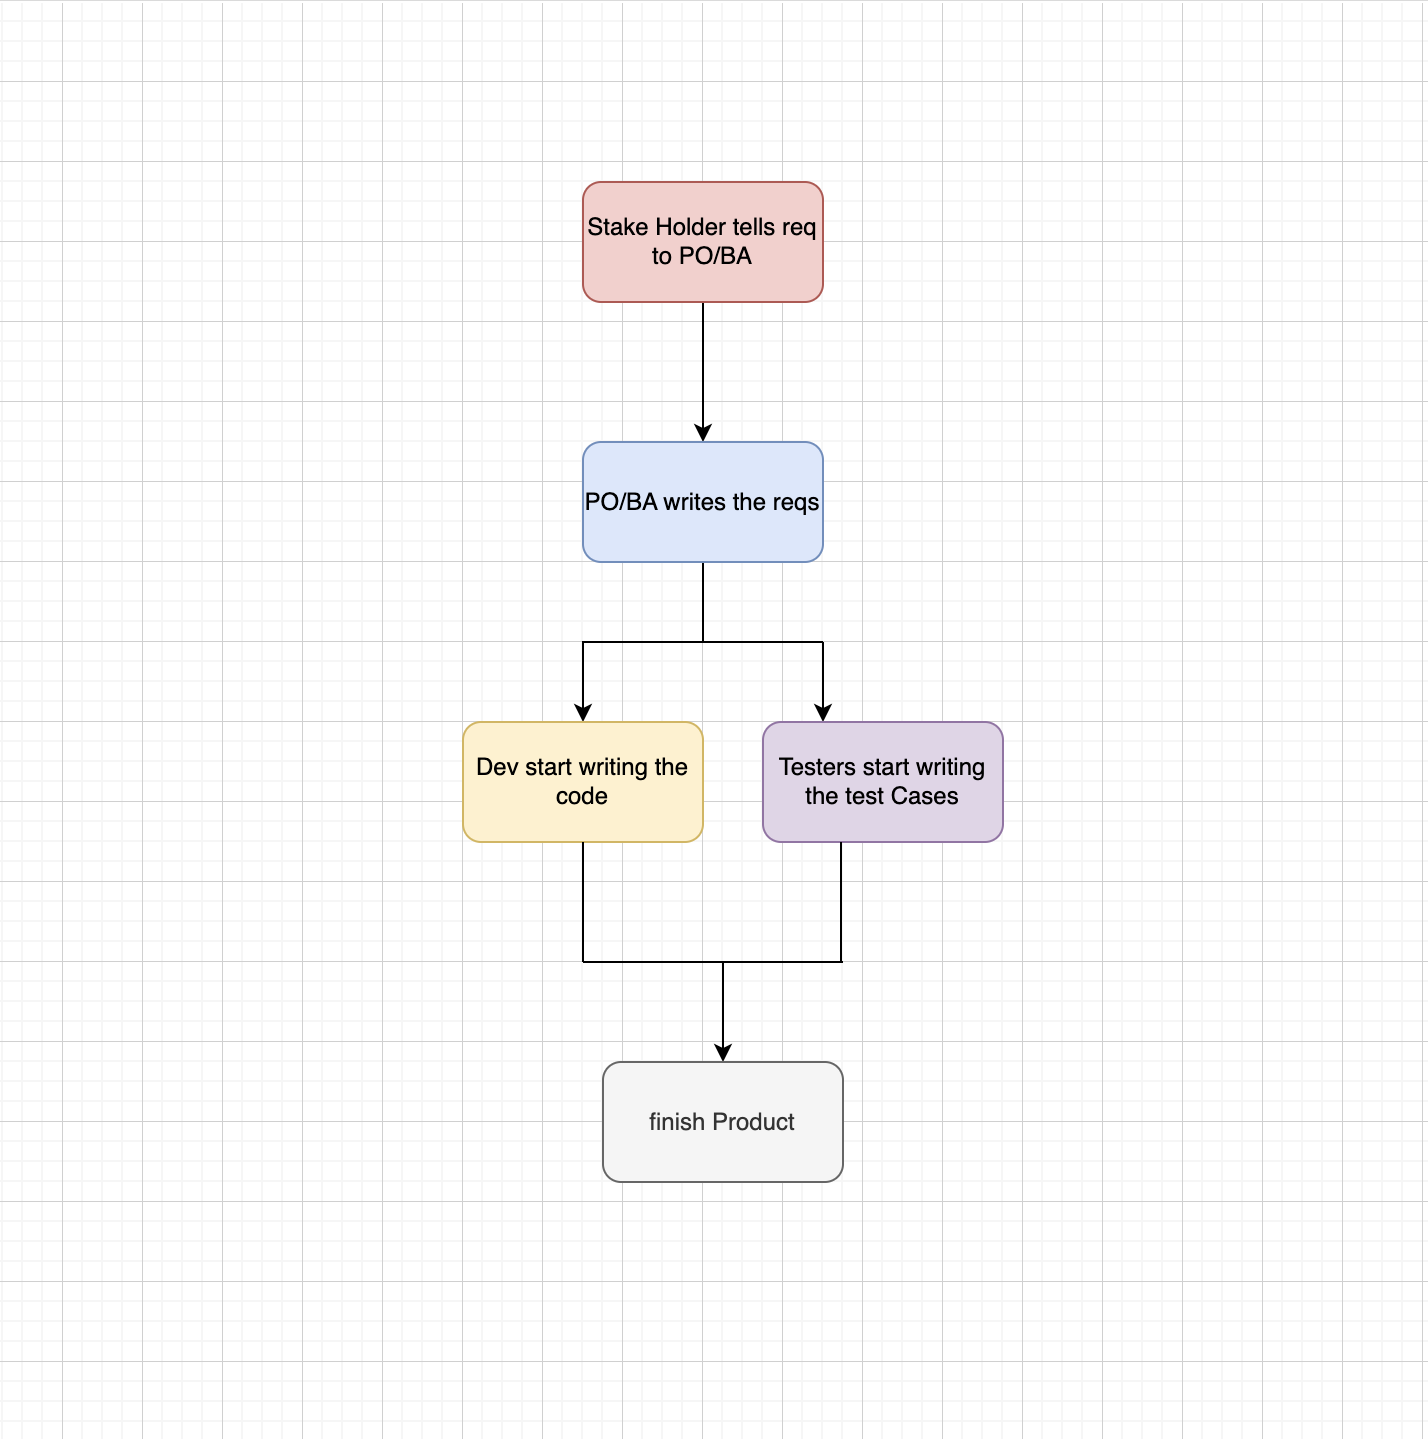 Stake Holder tells req
to PO/BA
PO/BA writes the reqs
Dev start writing the
code
Testers start writing
the test Cases
finish Product